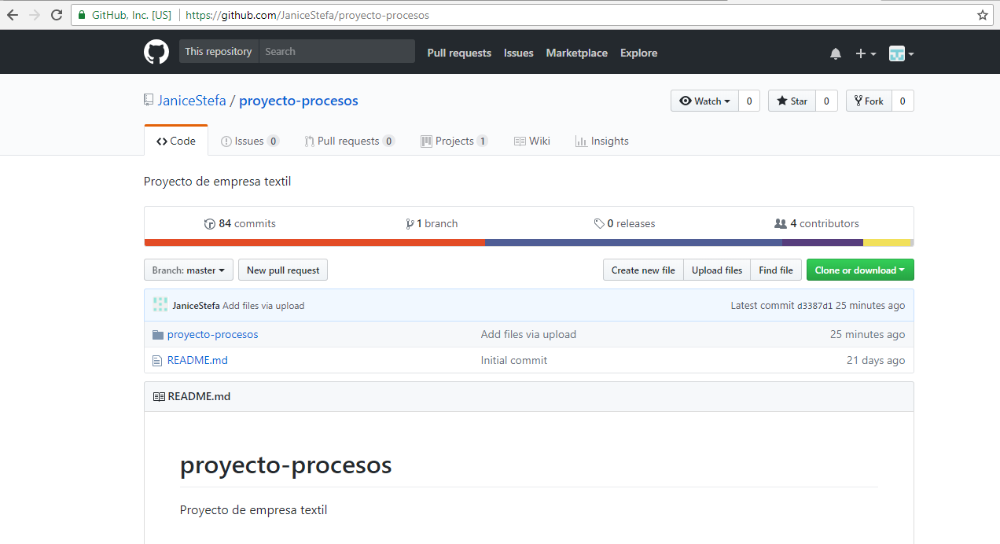 GitHub, Inc. [US] https://github.com/JaniceStefa/proyecto-procesos
This repository Search Pull requests Issues Marketplace Explore
JaniceStefa / proyecto-procesos Watch 0 Star 0 Fork 0
Code Issues 0 Pull requests 0 Projects 1 Wiki Insights
Proyecto de empresa textil
84 commits 1 branch 0 releases 4 contributors
Branch: master New pull request Create new file Upload files Find file Clone or download
JaniceStefa Add files via upload Latest commit d3387d1 25 minutes ago
proyecto-procesos Add files via upload 25 minutes ago
README.md Initial commit 21 days ago
README.md
proyecto-procesos
Proyecto de empresa textil